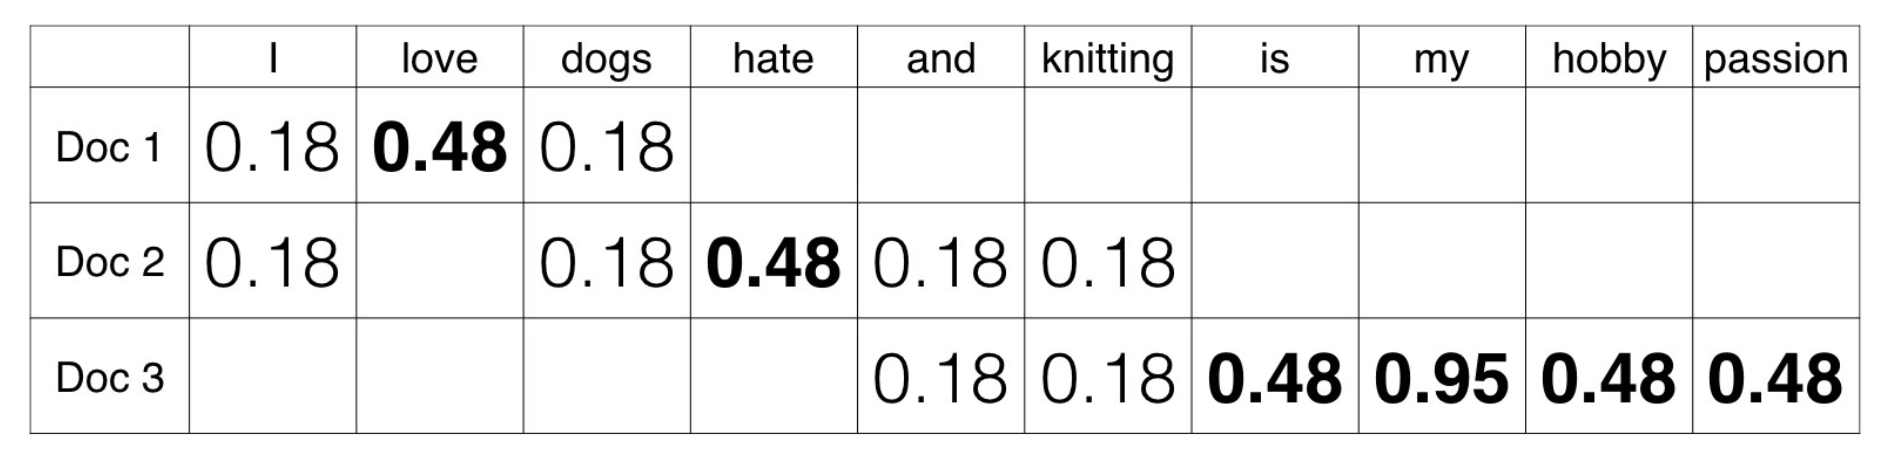 I love dogs hate and knitting is my hobby passion
Doc 1 0.18 0.48 0.18
Doc 2 0.18 0.18 0.48 0.18 0.18
Doc 3 0.18 0.18 0.48 0.95 0.48 0.48